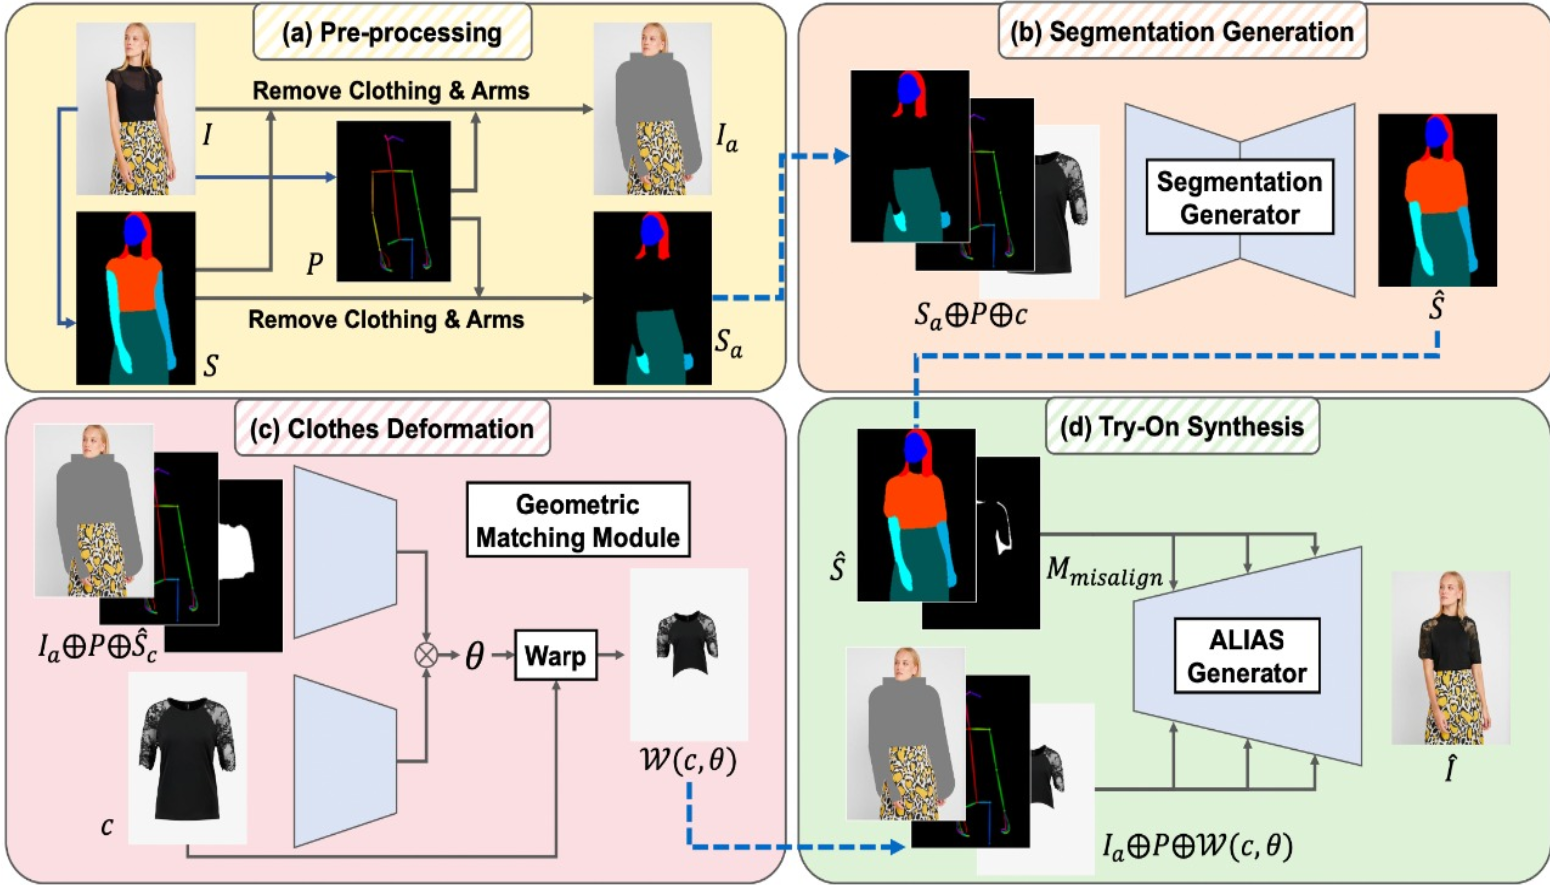 (a) Pre-processing
Remove Clothing & Arms
I
I_a
P
Remove Clothing & Arms
S
S_a
(b) Segmentation Generation
Segmentation
Generator
S_a⊕P⊕c
Ŝ
(c) Clothes Deformation
Geometric
Matching Module
I_a⊕P⊕Ŝ_c
θ
Warp
c
𝒲(c, θ)
(d) Try-On Synthesis
Ŝ
M_misalign
ALIAS
Generator
Î
I_a⊕P⊕𝒲(c, θ)